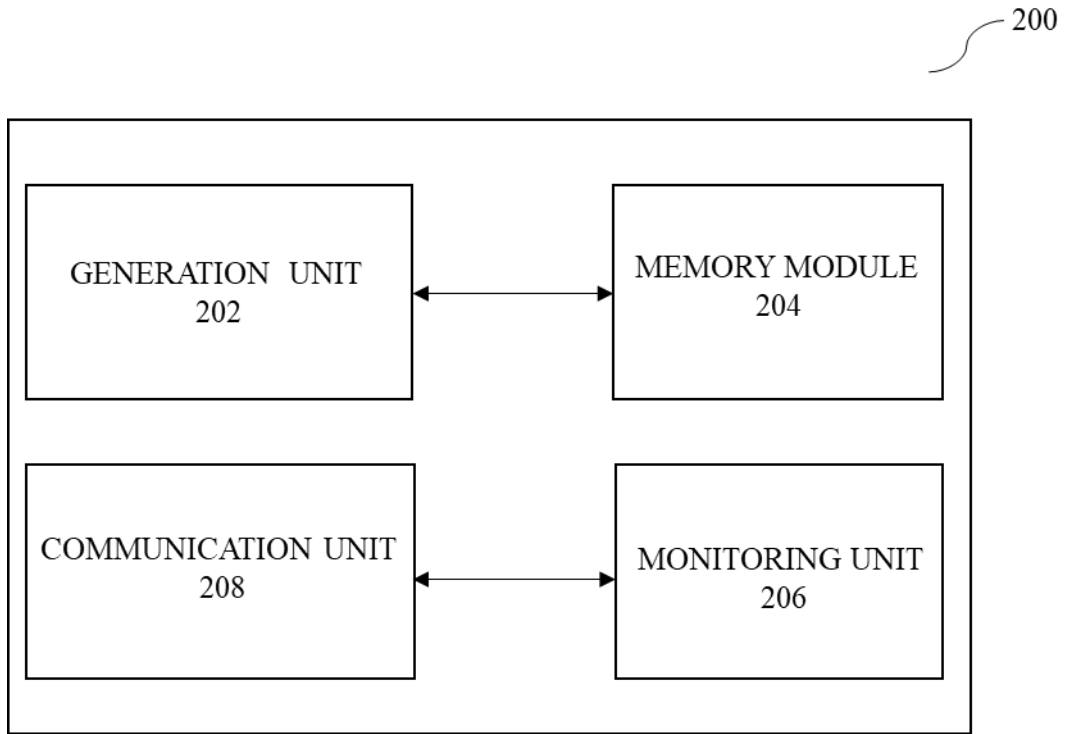 200
GENERATION UNIT
202
MEMORY MODULE
204
COMMUNICATION UNIT
208
MONITORING UNIT
206